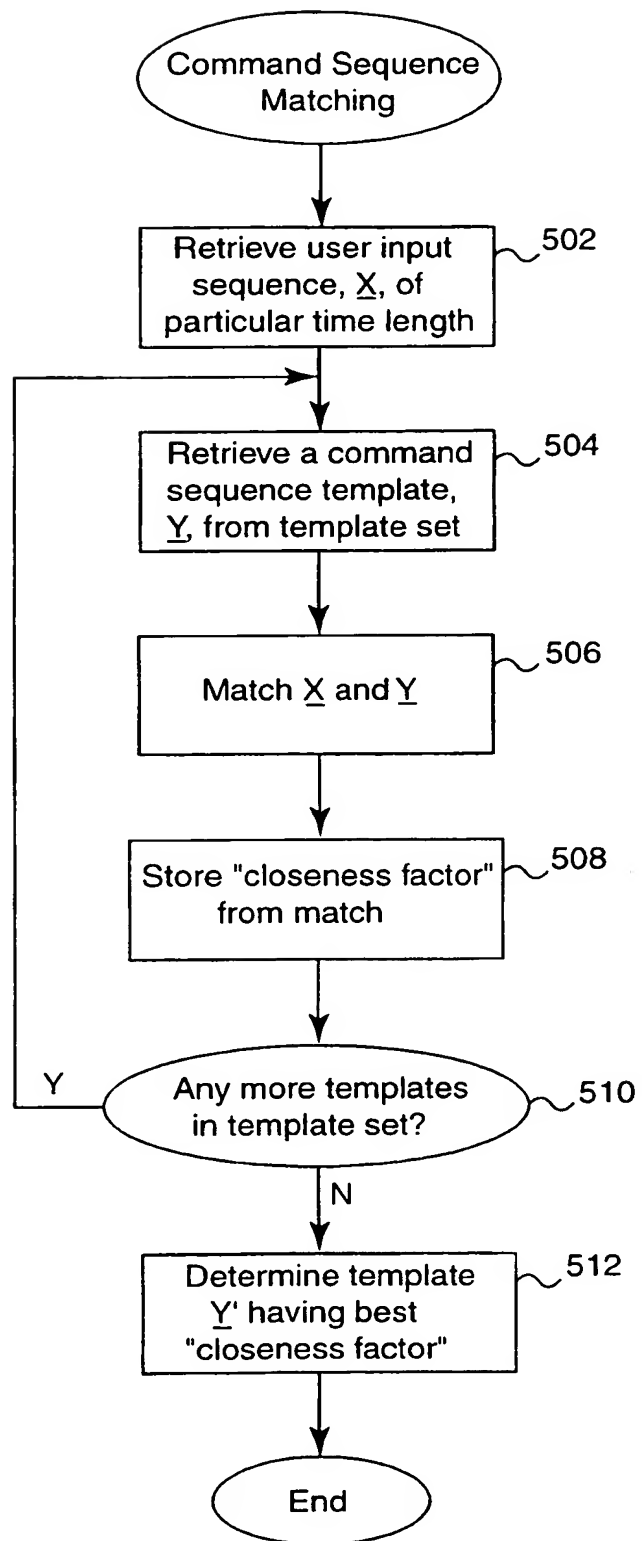 Command Sequence
Matching
Retrieve user input
sequence, X, of
particular time length
502
Retrieve a command
sequence template,
Y, from template set
504
Match X and Y
506
Store "closeness factor"
from match
508
Any more templates
in template set?
510
Y
N
Determine template
Y' having best
"closeness factor"
512
End